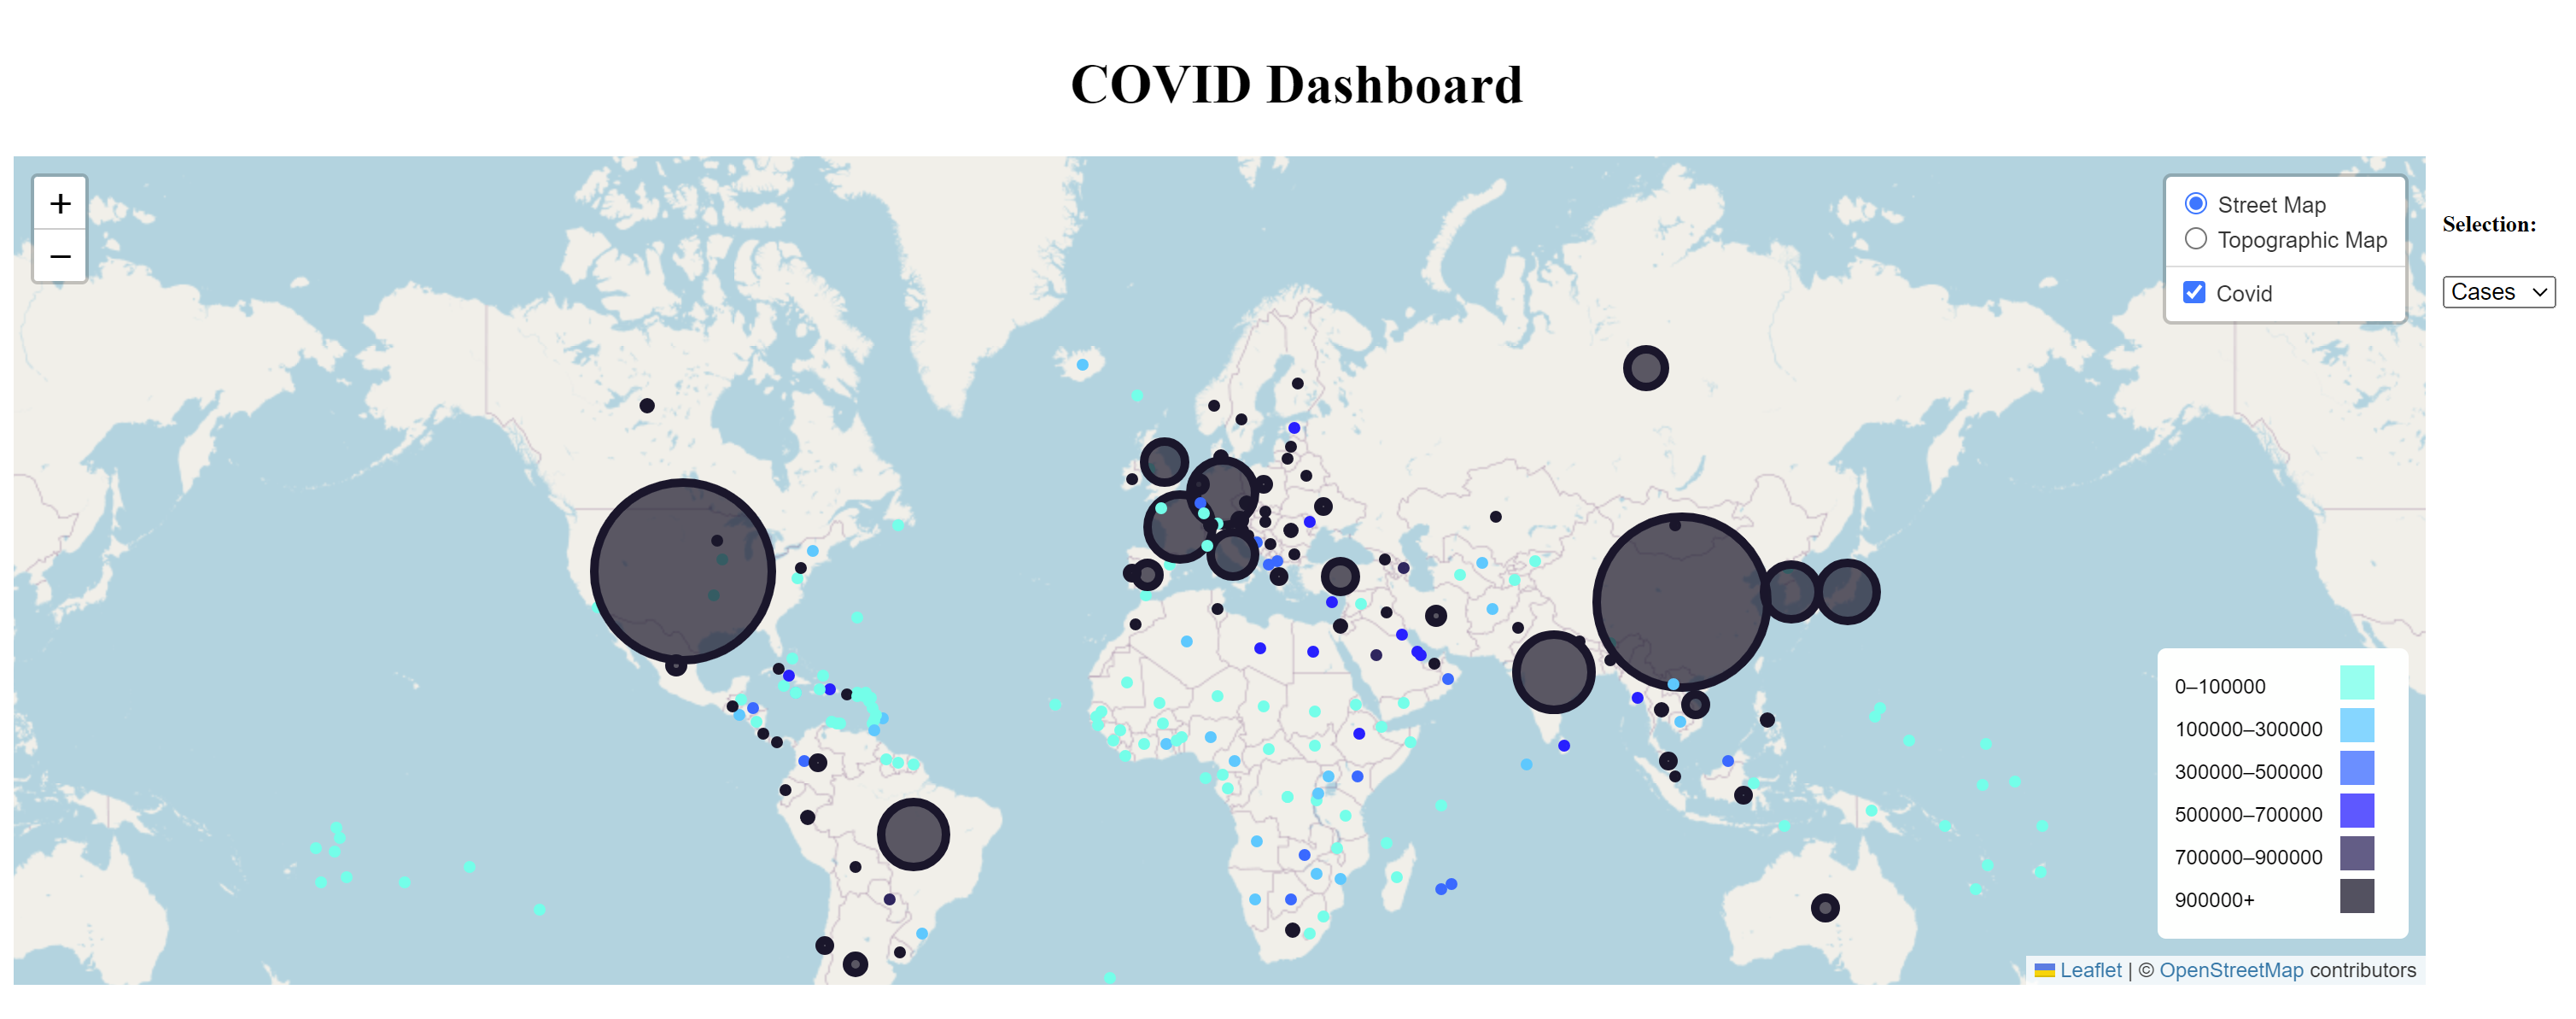 COVID Dashboard
+
−
Street Map
Topographic Map
Covid
Selection:
Cases
0–100000
100000–300000
300000–500000
500000–700000
700000–900000
900000+
Leaflet | © OpenStreetMap contributors